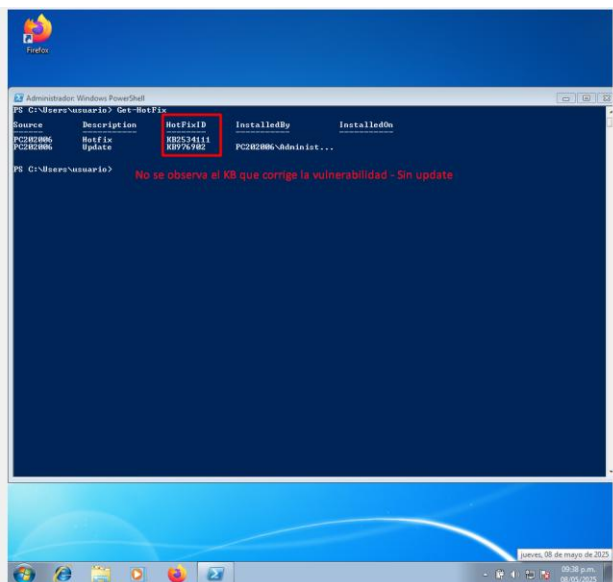 Firefox
Administrador: Windows PowerShell
PS C:\Users\usuario> Get-HotFix
Source Description HotFixID InstalledBy InstalledOn
PC202006 Hotfix KB2534111
PC202006 Update KB976902 PC202006\Administ...
PS C:\Users\usuario>
No se observa el KB que corrige la vulnerabilidad - Sin update
jueves, 08 de mayo de 2025
09:38 p.m.
08/05/2025